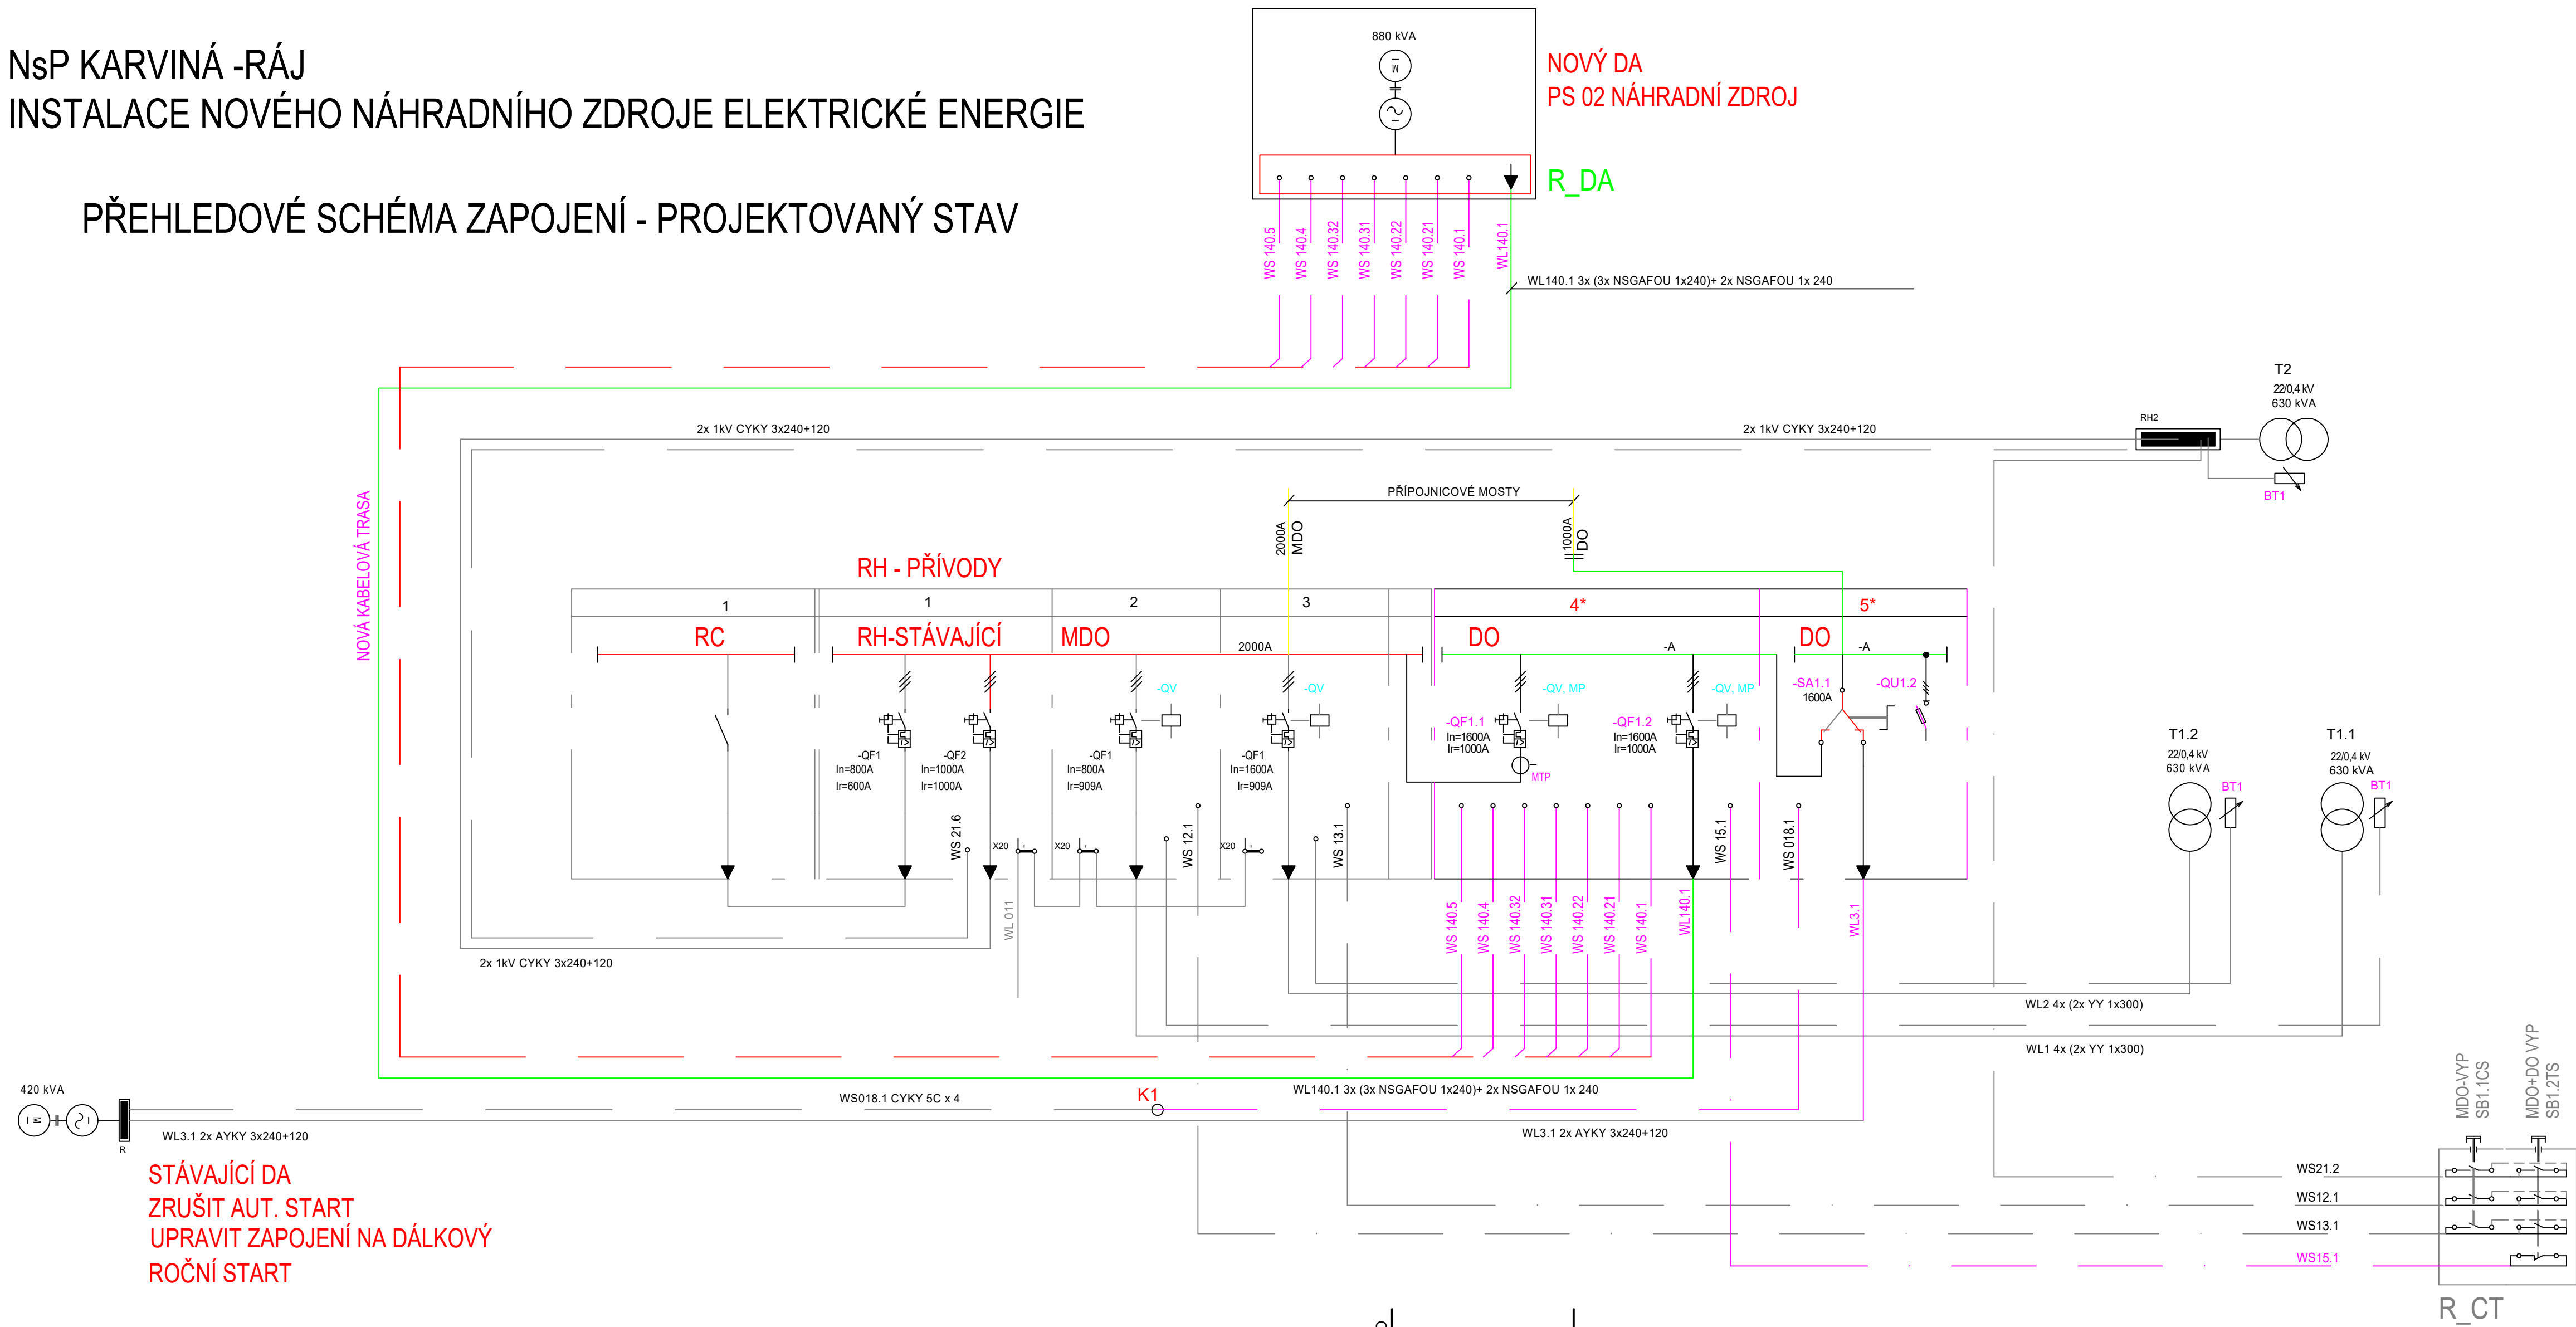 NsP KARVINÁ -RÁJ
INSTALACE NOVÉHO NÁHRADNÍHO ZDROJE ELEKTRICKÉ ENERGIE
PŘEHLEDOVÉ SCHÉMA ZAPOJENÍ - PROJEKTOVANÝ STAV
880 kVA
M
NOVÝ DA
PS 02 NÁHRADNÍ ZDROJ
R_DA
WS 140.5
WS 140.4
WS 140.32
WS 140.31
WS 140.22
WS 140.21
WS 140.1
WL140.1
WL140.1 3x (3x NSGAFOU 1x240)+ 2x NSGAFOU 1x 240
T2
22/0,4 kV
630 kVA
RH2
BT1
2x 1kV CYKY 3x240+120
2x 1kV CYKY 3x240+120
NOVÁ KABELOVÁ TRASA
PŘÍPOJNICOVÉ MOSTY
2000A
MDO
1000A
DO
RH - PŘÍVODY
1
1
2
3
4*
5*
RC
RH-STÁVAJÍCÍ
MDO
2000A
DO
-A
DO
-A
-QV
-QV
-QV, MP
-QV, MP
-SA1.1
1600A
-QU1.2
-QF1
In=800A
Ir=600A
-QF2
In=1000A
Ir=1000A
-QF1
In=800A
Ir=909A
-QF1
In=1600A
Ir=909A
-QF1.1
In=1600A
Ir=1000A
MTP
-QF1.2
In=1600A
Ir=1000A
T1.2
22/0,4 kV
630 kVA
BT1
T1.1
22/0,4 kV
630 kVA
BT1
WS 21.6
X20
X20
WS 12.1
X20
WS 13.1
WS 15.1
WS 018.1
WL 011
WS 140.5
WS 140.4
WS 140.32
WS 140.31
WS 140.22
WS 140.21
WS 140.1
WL140.1
WL3.1
2x 1kV CYKY 3x240+120
WL2 4x (2x YY 1x300)
WL1 4x (2x YY 1x300)
420 kVA
M
R
WS018.1 CYKY 5C x 4
K1
WL140.1 3x (3x NSGAFOU 1x240)+ 2x NSGAFOU 1x 240
WL3.1 2x AYKY 3x240+120
WL3.1 2x AYKY 3x240+120
STÁVAJÍCÍ DA
ZRUŠIT AUT. START
UPRAVIT ZAPOJENÍ NA DÁLKOVÝ
ROČNÍ START
MDO-VYP
SB1.1CS
MDO+DO VYP
SB1.2TS
WS21.2
WS12.1
WS13.1
WS15.1
R_CT